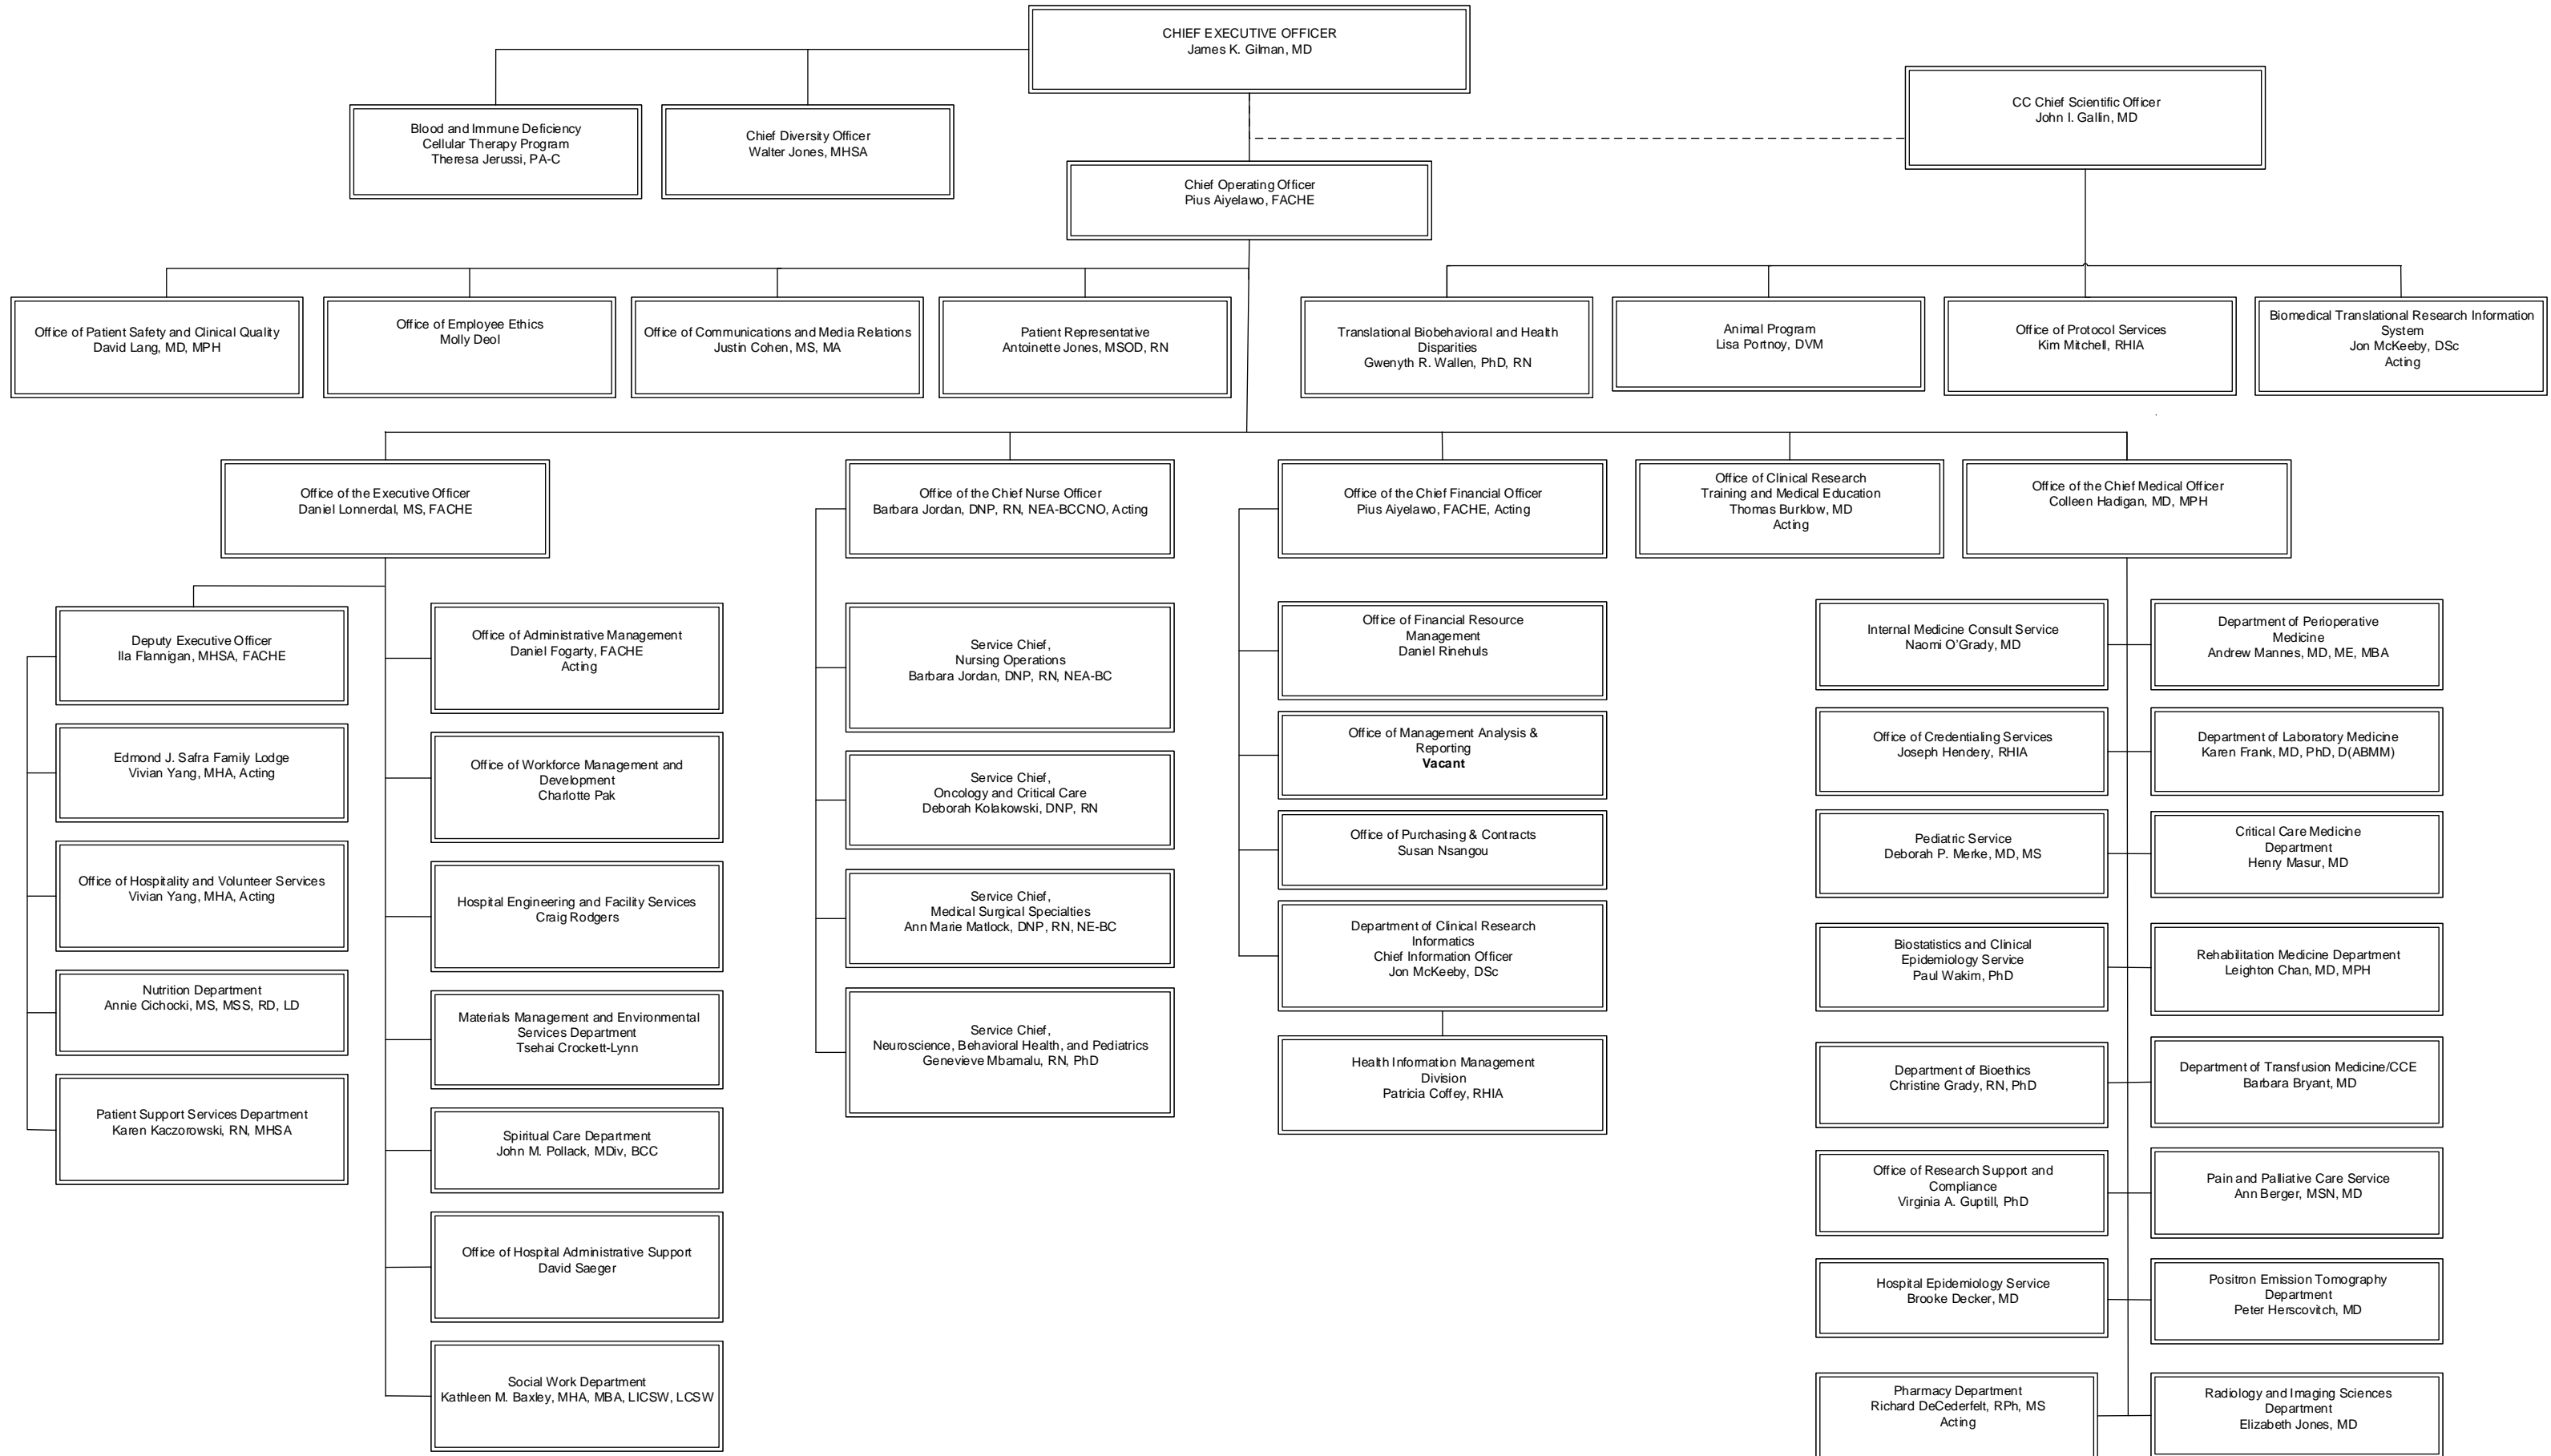 CHIEF EXECUTIVE OFFICER
James K. Gilman, MD
CC Chief Scientific Officer
John I. Gallin, MD
Blood and Immune Deficiency
Cellular Therapy Program
Theresa Jerussi, PA-C
Chief Diversity Officer
Walter Jones, MHSA
Chief Operating Officer
Pius Aiyelawo, FACHE
Office of Patient Safety and Clinical Quality
David Lang, MD, MPH
Office of Employee Ethics
Molly Deol
Office of Communications and Media Relations
Justin Cohen, MS, MA
Patient Representative
Antoinette Jones, MSOD, RN
Translational Biobehavioral and Health
Disparities
Gwenyth R. Wallen, PhD, RN
Animal Program
Lisa Portnoy, DVM
Office of Protocol Services
Kim Mitchell, RHIA
Biomedical Translational Research Information
System
Jon McKeeby, DSc
Acting
Office of the Executive Officer
Daniel Lonnerdal, MS, FACHE
Office of the Chief Nurse Officer
Barbara Jordan, DNP, RN, NEA-BCCNO, Acting
Office of the Chief Financial Officer
Pius Aiyelawo, FACHE, Acting
Office of Clinical Research
Training and Medical Education
Thomas Burklow, MD
Acting
Office of the Chief Medical Officer
Colleen Hadigan, MD, MPH
Deputy Executive Officer
Ila Flannigan, MHSA, FACHE
Edmond J. Safra Family Lodge
Vivian Yang, MHA, Acting
Office of Hospitality and Volunteer Services
Vivian Yang, MHA, Acting
Nutrition Department
Annie Cichocki, MS, MSS, RD, LD
Patient Support Services Department
Karen Kaczorowski, RN, MHSA
Office of Administrative Management
Daniel Fogarty, FACHE
Acting
Office of Workforce Management and
Development
Charlotte Pak
Hospital Engineering and Facility Services
Craig Rodgers
Materials Management and Environmental
Services Department
Tsehai Crockett-Lynn
Spiritual Care Department
John M. Pollack, MDiv, BCC
Office of Hospital Administrative Support
David Saeger
Social Work Department
Kathleen M. Baxley, MHA, MBA, LICSW, LCSW
Service Chief,
Nursing Operations
Barbara Jordan, DNP, RN, NEA-BC
Service Chief,
Oncology and Critical Care
Deborah Kolakowski, DNP, RN
Service Chief,
Medical Surgical Specialties
Ann Marie Matlock, DNP, RN, NE-BC
Service Chief,
Neuroscience, Behavioral Health, and Pediatrics
Genevieve Mbamalu, RN, PhD
Office of Financial Resource
Management
Daniel Rinehuls
Office of Management Analysis &
Reporting
Vacant
Office of Purchasing & Contracts
Susan Nsangou
Department of Clinical Research
Informatics
Chief Information Officer
Jon McKeeby, DSc
Health Information Management
Division
Patricia Coffey, RHIA
Internal Medicine Consult Service
Naomi O'Grady, MD
Department of Perioperative
Medicine
Andrew Mannes, MD, ME, MBA
Office of Credentialing Services
Joseph Hendery, RHIA
Department of Laboratory Medicine
Karen Frank, MD, PhD, D(ABMM)
Pediatric Service
Deborah P. Merke, MD, MS
Critical Care Medicine
Department
Henry Masur, MD
Biostatistics and Clinical
Epidemiology Service
Paul Wakim, PhD
Rehabilitation Medicine Department
Leighton Chan, MD, MPH
Department of Bioethics
Christine Grady, RN, PhD
Department of Transfusion Medicine/CCE
Barbara Bryant, MD
Office of Research Support and
Compliance
Virginia A. Guptill, PhD
Pain and Palliative Care Service
Ann Berger, MSN, MD
Hospital Epidemiology Service
Brooke Decker, MD
Positron Emission Tomography
Department
Peter Herscovitch, MD
Pharmacy Department
Richard DeCederfelt, RPh, MS
Acting
Radiology and Imaging Sciences
Department
Elizabeth Jones, MD